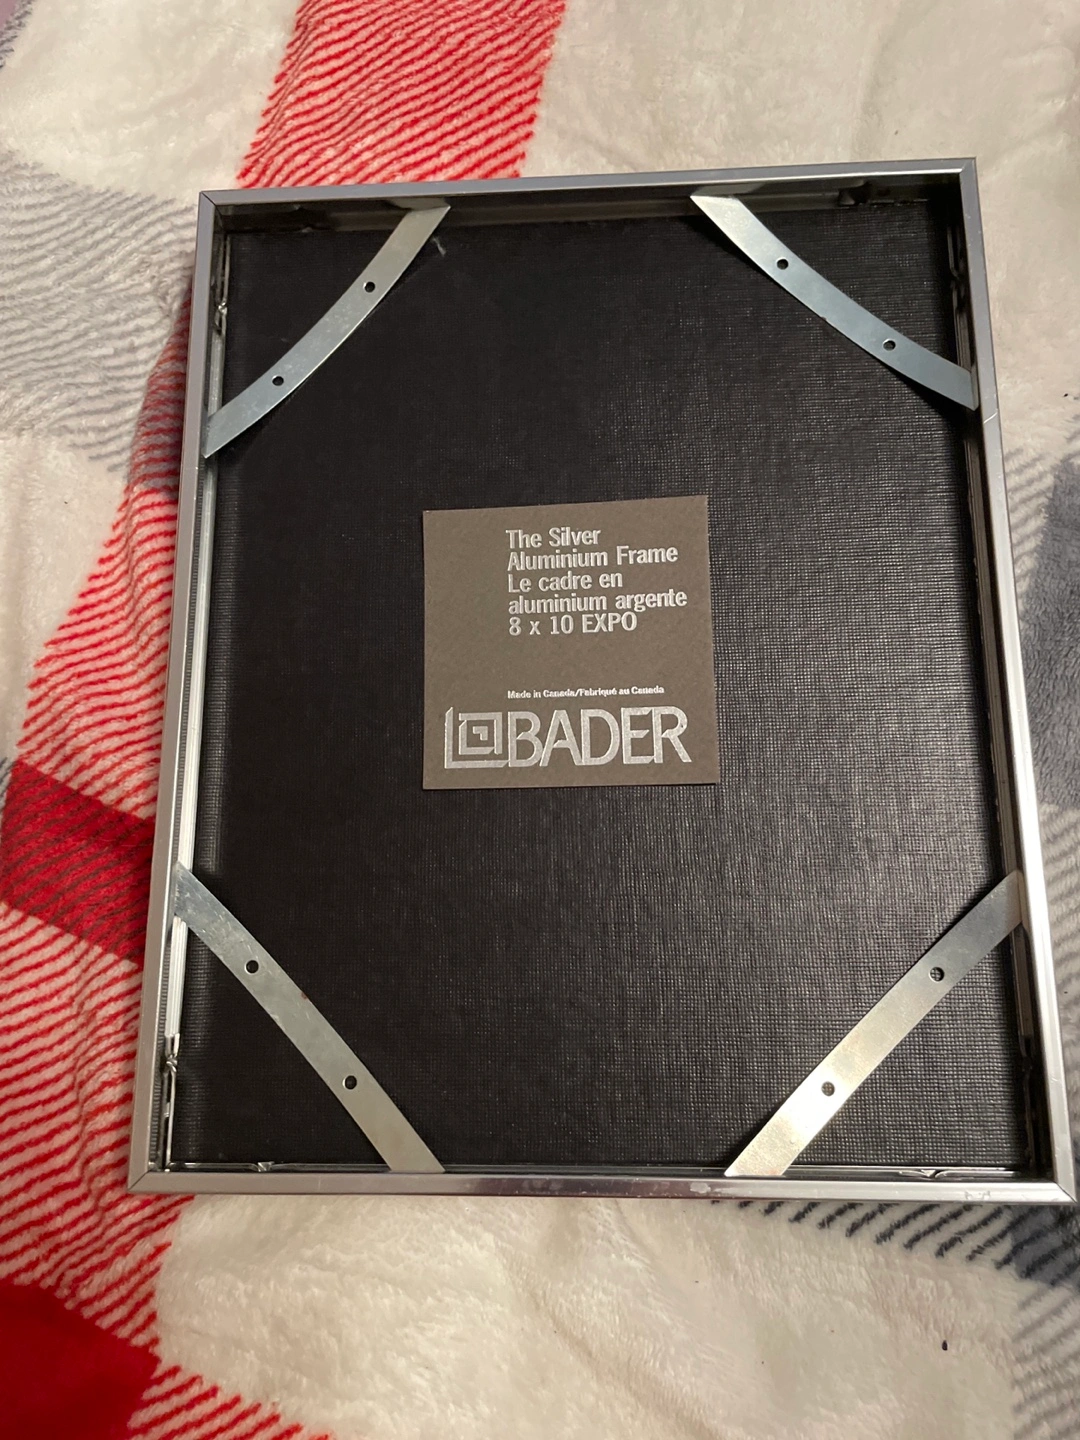 The Silver
Aluminium Frame
Le cadre en
aluminium argente
8 x 10 EXPO
Made in Canada/Fabriqué au Canada
BADER